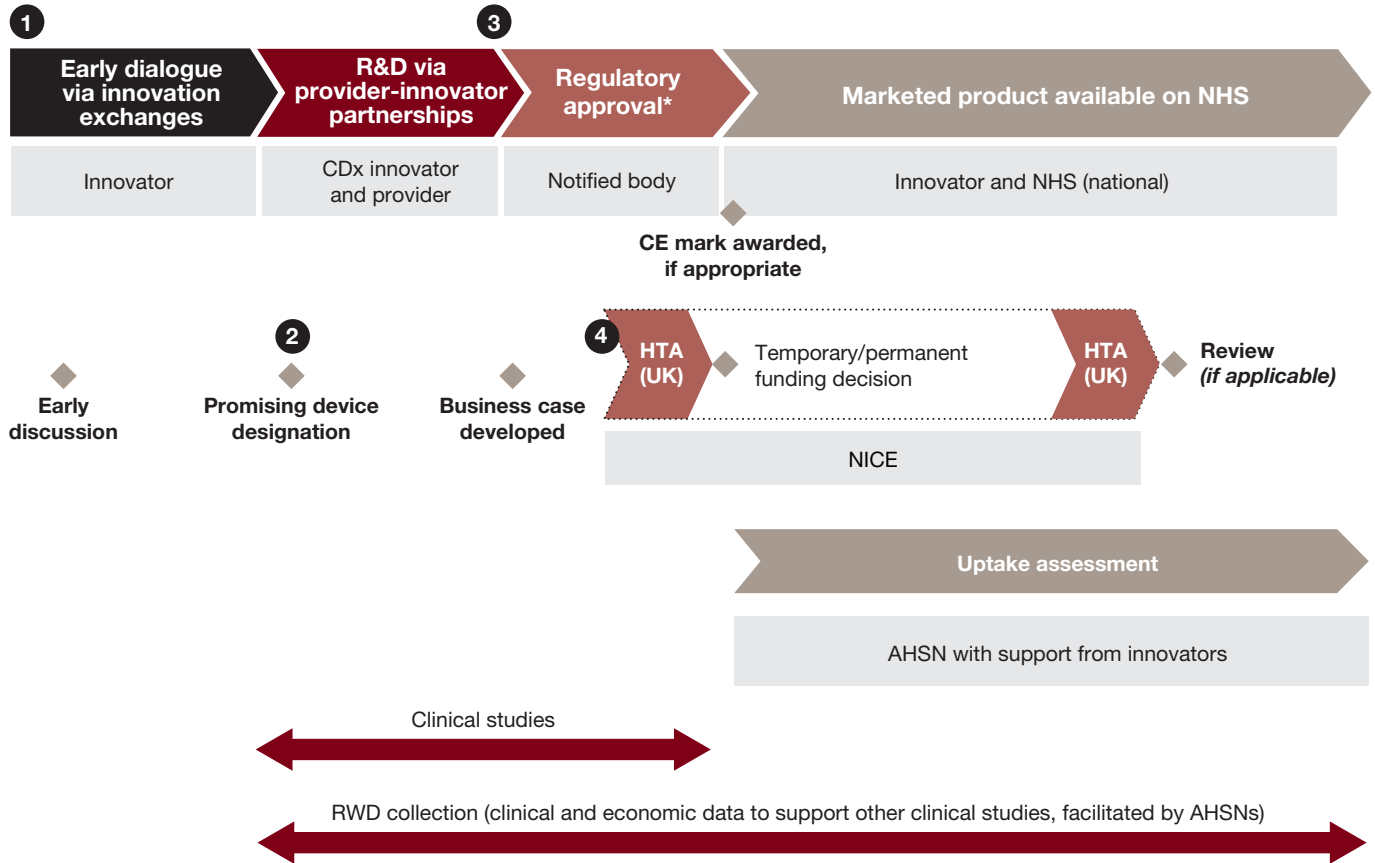 1
3
Early dialogue
via innovation
exchanges
R&D via
provider-innovator
partnerships
Regulatory
approval*
Marketed product available on NHS
Innovator
CDx innovator
and provider
Notified body
Innovator and NHS (national)
CE mark awarded,
if appropriate
2
4
Early
discussion
Promising device
designation
Business case
developed
HTA
(UK)
Temporary/permanent
funding decision
HTA
(UK)
Review
(if applicable)
NICE
Uptake assessment
AHSN with support from innovators
Clinical studies
RWD collection (clinical and economic data to support other clinical studies, facilitated by AHSNs)